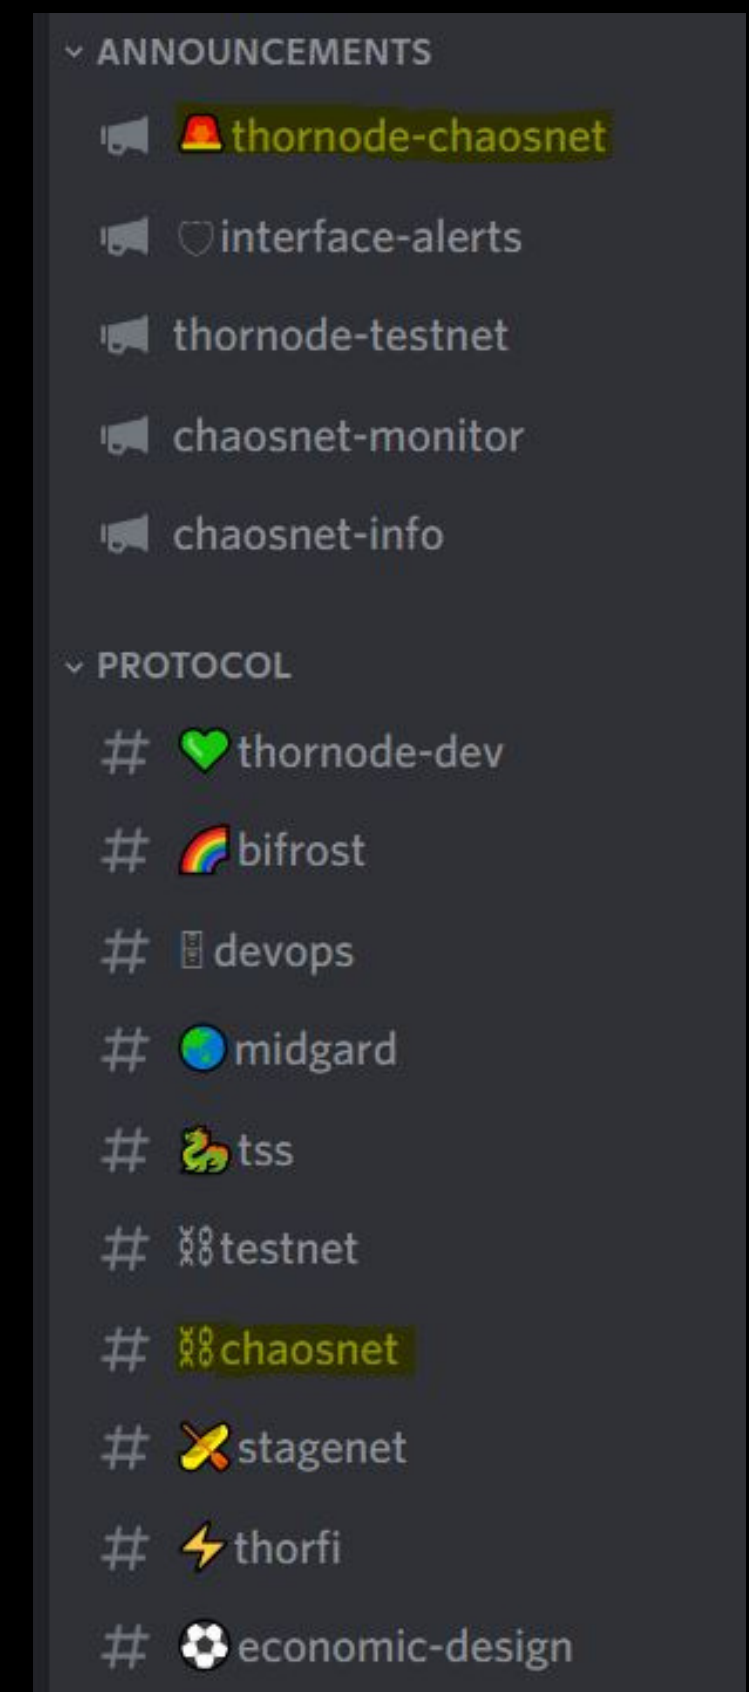 ANNOUNCEMENTS
🚨thornode-chaosnet
🛡interface-alerts
thornode-testnet
chaosnet-monitor
chaosnet-info
PROTOCOL
# 💚thornode-dev
# 🌈bifrost
# 🗄devops
# 🌏midgard
# 🐉tss
# ⛓testnet
# ⛓chaosnet
# 🛶stagenet
# ⚡thorfi
# ⚽economic-design